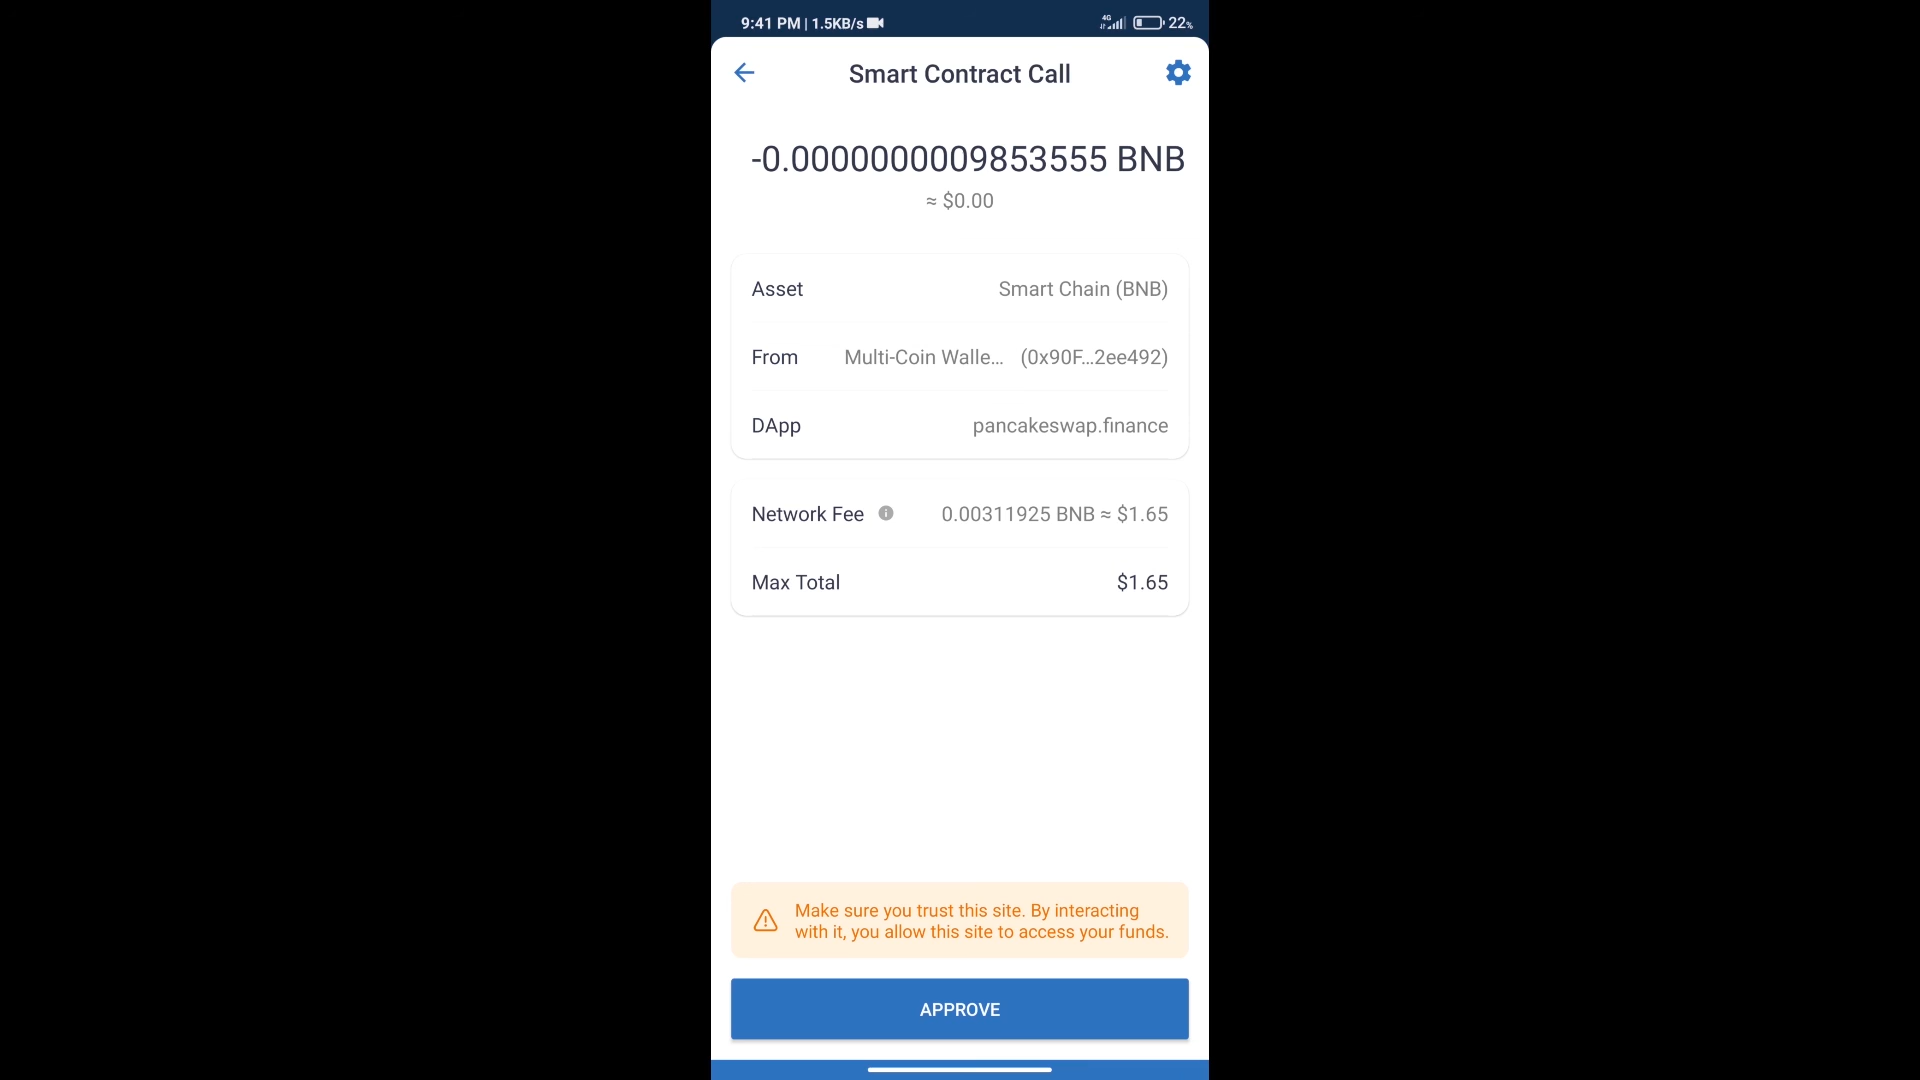 9:41 PM | 1.5KB/s 4G 22%
Smart Contract Call
-0.0000000009853555 BNB
≈ $0.00
Asset Smart Chain (BNB)
From Multi-Coin Walle... (0x90F...2ee492)
DApp pancakeswap.finance
Network Fee 0.00311925 BNB ≈ $1.65
Max Total $1.65
Make sure you trust this site. By interacting
with it, you allow this site to access your funds.
APPROVE